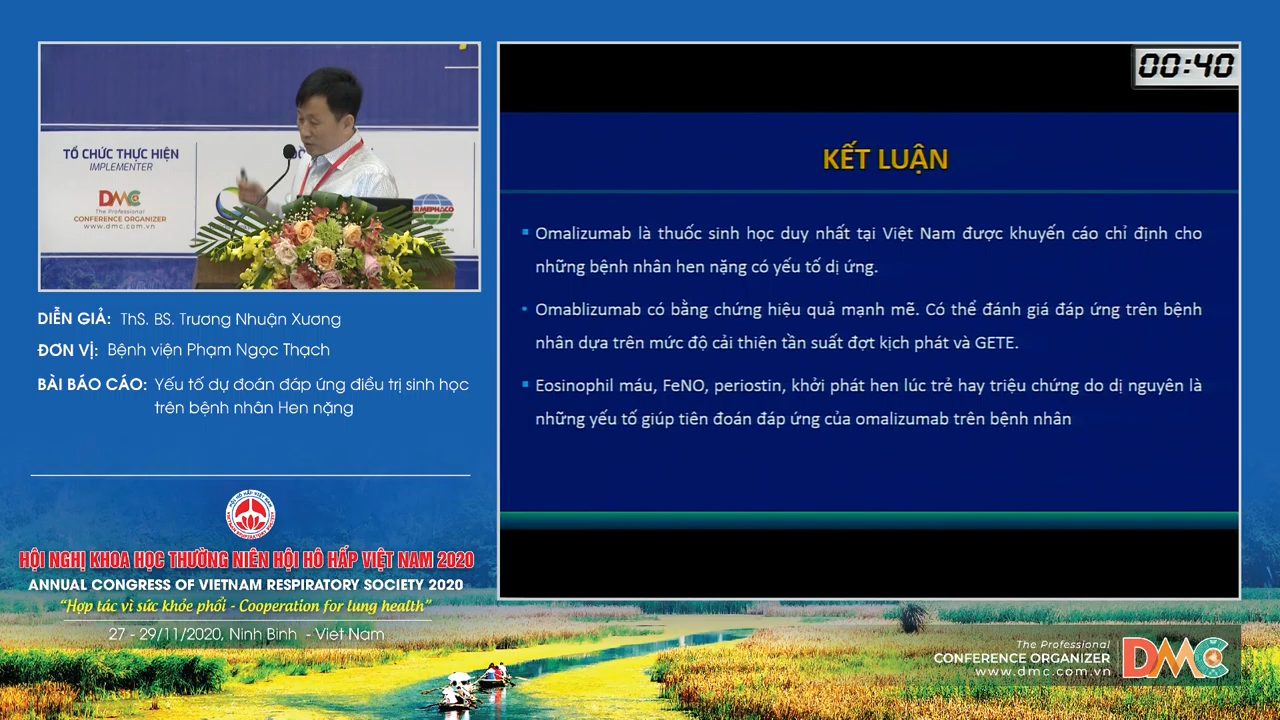 TỔ CHỨC THỰC HIỆN
IMPLEMENTER
DMC
The Professional
CONFERENCE ORGANIZER
www.dmc.com.vn
00:40
KẾT LUẬN
Omalizumab là thuốc sinh học duy nhất tại Việt Nam được khuyến cáo chỉ định cho
những bệnh nhân hen nặng có yếu tố dị ứng.
Omablizumab có bằng chứng hiệu quả mạnh mẽ. Có thể đánh giá đáp ứng trên bệnh
nhân dựa trên mức độ cải thiện tần suất đợt kịch phát và GETE.
Eosinophil máu, FeNO, periostin, khởi phát hen lúc trẻ hay triệu chứng do dị nguyên là
những yếu tố giúp tiên đoán đáp ứng của omalizumab trên bệnh nhân
DIỄN GIẢ: ThS. BS. Trương Nhuận Xương
ĐƠN VỊ: Bệnh viện Phạm Ngọc Thạch
BÀI BÁO CÁO: Yếu tố dự đoán đáp ứng điều trị sinh học
trên bệnh nhân Hen nặng
HỘI NGHỊ KHOA HỌC THƯỜNG NIÊN HỘI HÔ HẤP VIỆT NAM 2020
ANNUAL CONGRESS OF VIETNAM RESPIRATORY SOCIETY 2020
"Hợp tác vì sức khỏe phổi - Cooperation for lung health"
27 - 29/11/2020, Ninh Bình - Viet Nam
The Professional
CONFERENCE ORGANIZER
www.dmc.com.vn
DMC